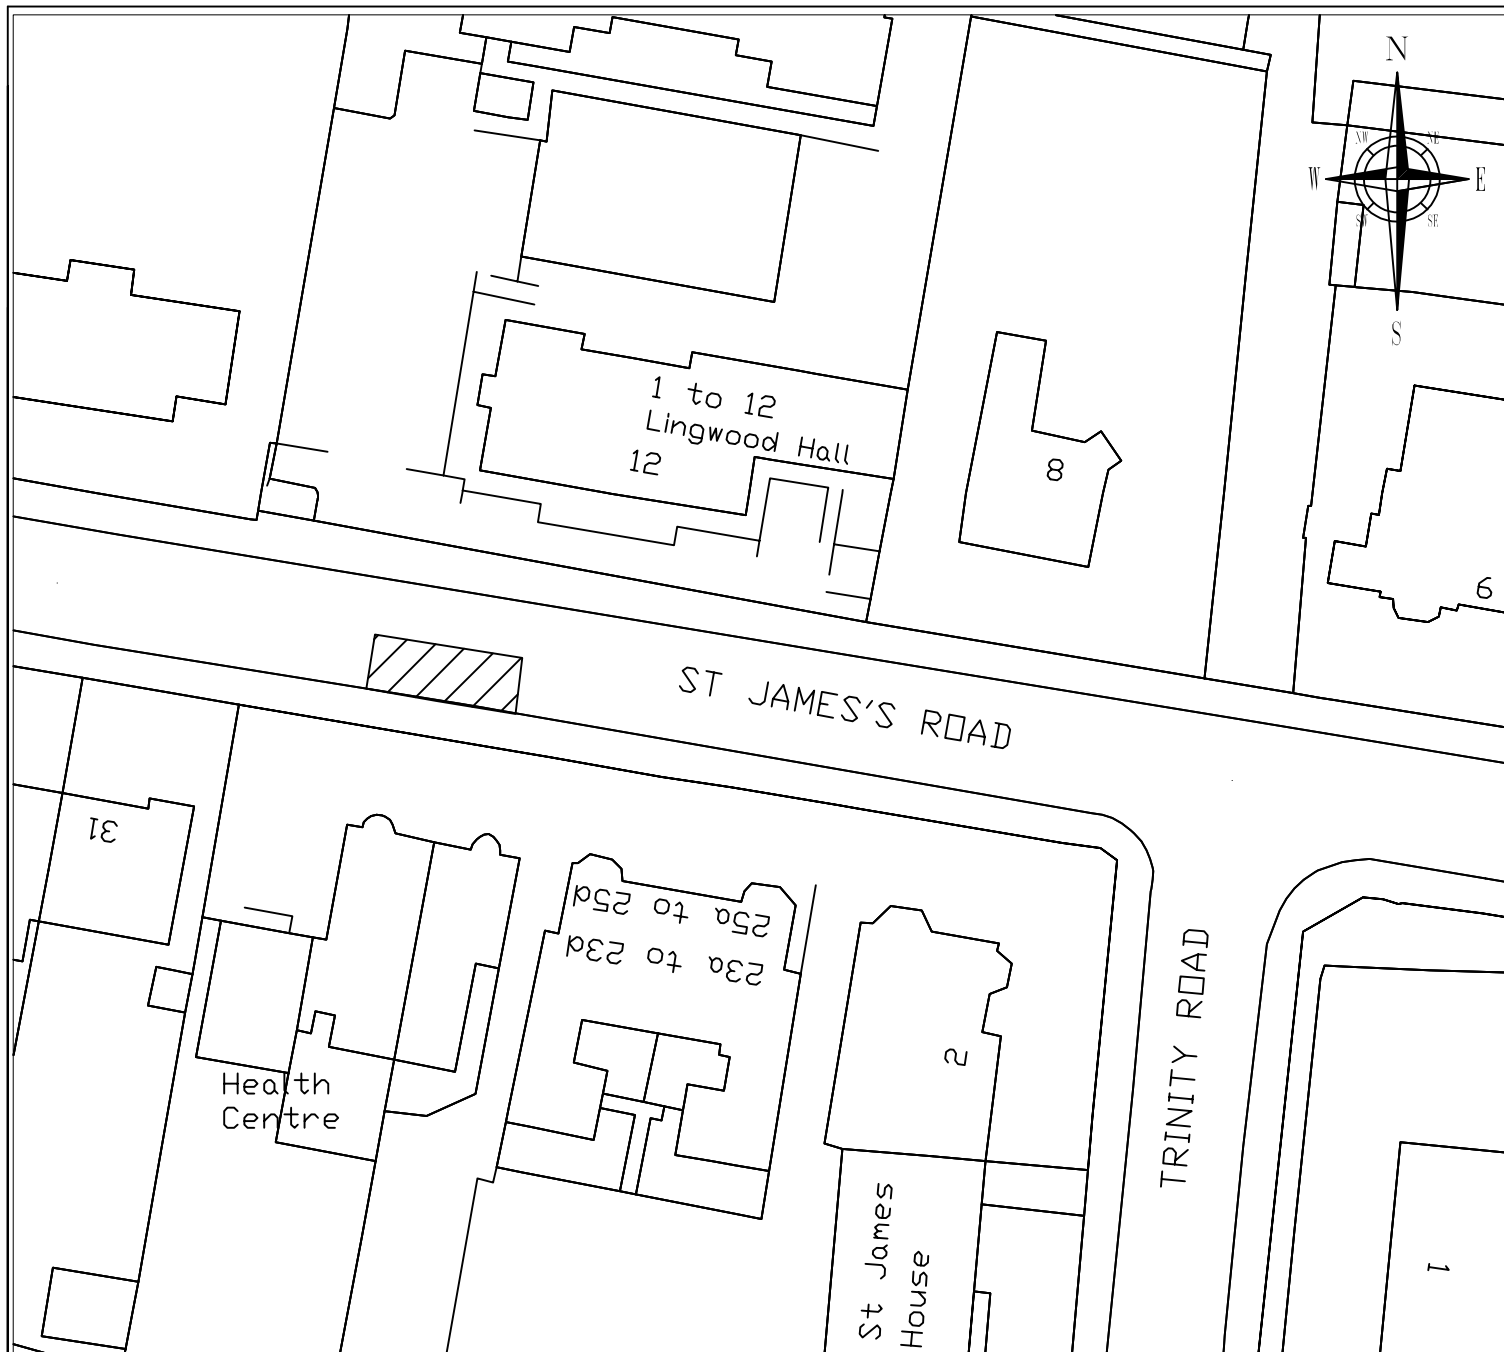 N
NW
NE
W
E
SW
SE
S
1 to 12
Lingwood Hall
12
8
6
ST JAMES'S ROAD
31
25a to 25d
23a to 23d
2
TRINITY ROAD
Health
Centre
St James
House
1